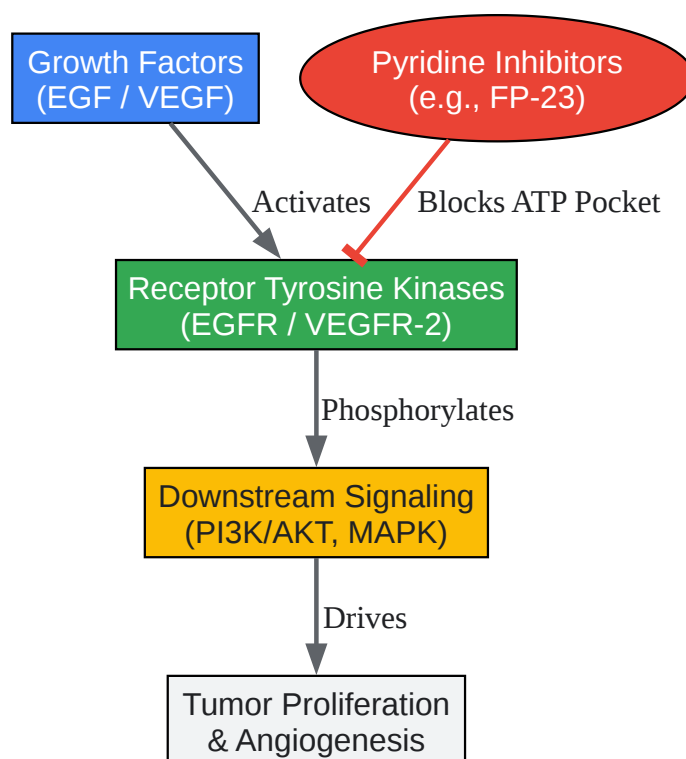 Growth Factors
(EGF / VEGF)
Pyridine Inhibitors
(e.g., FP-23)
Activates
Blocks ATP Pocket
Receptor Tyrosine Kinases
(EGFR / VEGFR-2)
Phosphorylates
Downstream Signaling
(PI3K/AKT, MAPK)
Drives
Tumor Proliferation
& Angiogenesis